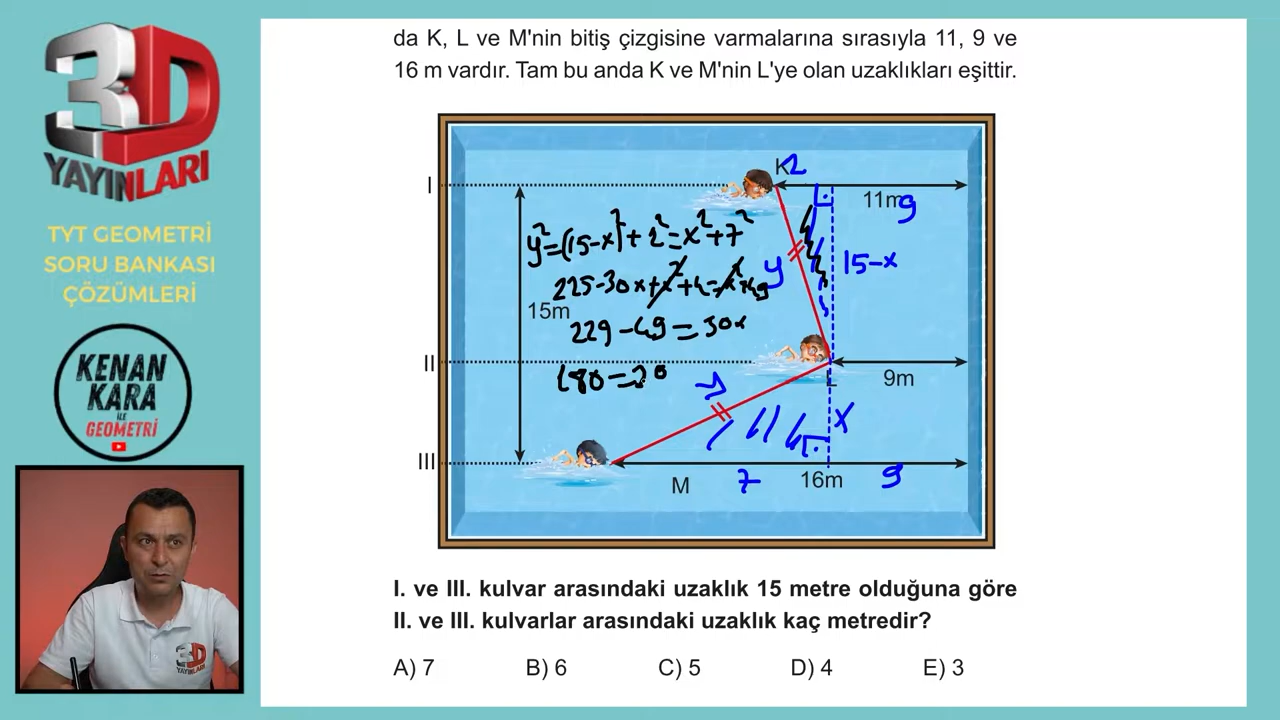 da K, L ve M'nin bitiş çizgisine varmalarına sırasıyla 11, 9 ve
16 m vardır. Tam bu anda K ve M'nin L'ye olan uzaklıkları eşittir.
3D
YAYINLARI
TYT GEOMETRİ
SORU BANKASI
ÇÖZÜMLERİ
KENAN
KARA
İLE
GEOMETRİ
I
K 2
11m 9
y²=(15-x)²+2²=x²+7²
y
15-x
225-30x+x²+4=x²+49
15m
229-49=30x
II
180=30
L
9m
x
III
M
7
16m
9
3D
YAYINLARI
I. ve III. kulvar arasındaki uzaklık 15 metre olduğuna göre
II. ve III. kulvarlar arasındaki uzaklık kaç metredir?
A) 7 B) 6 C) 5 D) 4 E) 3